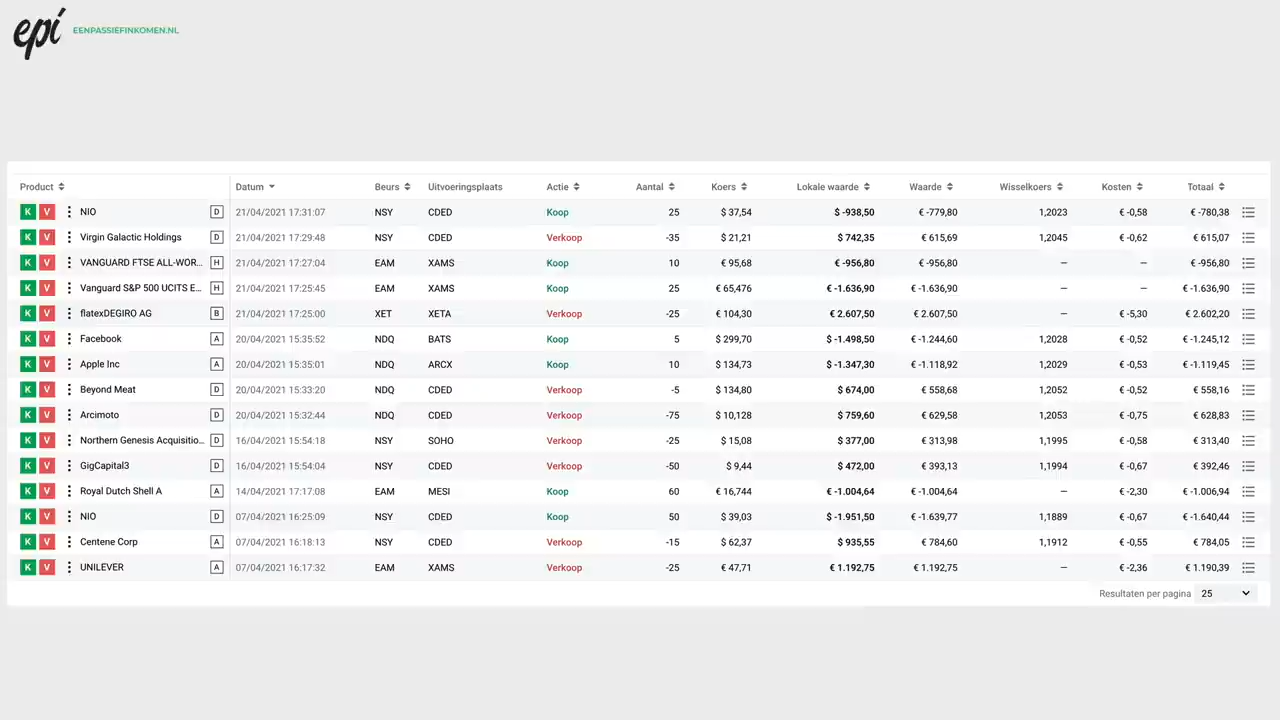 epi EENPASSIEFINKOMEN.NL
Product Datum Beurs Uitvoeringsplaats Actie Aantal Koers Lokale waarde Waarde Wisselkoers Kosten Totaal
K V NIO D 21/04/2021 17:31:07 NSY CDED Koop 25 $ 37,54 $ -938,50 € -779,80 1,2023 € -0,58 € -780,38
K V Virgin Galactic Holdings D 21/04/2021 17:29:48 NSY CDED Verkoop -35 $ 21,21 $ 742,35 € 615,69 1,2045 € -0,62 € 615,07
K V VANGUARD FTSE ALL-WOR... H 21/04/2021 17:27:04 EAM XAMS Koop 10 € 95,68 € -956,80 € -956,80 — — € -956,80
K V Vanguard S&P 500 UCITS E... H 21/04/2021 17:25:45 EAM XAMS Koop 25 € 65,476 € -1.636,90 € -1.636,90 — — € -1.636,90
K V flatexDEGIRO AG B 21/04/2021 17:25:00 XET XETA Verkoop -25 € 104,30 € 2.607,50 € 2.607,50 — € -5,30 € 2.602,20
K V Facebook A 20/04/2021 15:35:52 NDQ BATS Koop 5 $ 299,70 $ -1.498,50 € -1.244,60 1,2028 € -0,52 € -1.245,12
K V Apple Inc A 20/04/2021 15:35:01 NDQ ARCX Koop 10 $ 134,73 $ -1.347,30 € -1.118,92 1,2029 € -0,53 € -1.119,45
K V Beyond Meat D 20/04/2021 15:33:20 NDQ CDED Verkoop -5 $ 134,80 $ 674,00 € 558,68 1,2052 € -0,52 € 558,16
K V Arcimoto D 20/04/2021 15:32:44 NDQ CDED Verkoop -75 $ 10,128 $ 759,60 € 629,58 1,2053 € -0,75 € 628,83
K V Northern Genesis Acquisitio... D 16/04/2021 15:54:18 NSY SOHO Verkoop -25 $ 15,08 $ 377,00 € 313,98 1,1995 € -0,58 € 313,40
K V GigCapital3 D 16/04/2021 15:54:04 NSY CDED Verkoop -50 $ 9,44 $ 472,00 € 393,13 1,1994 € -0,67 € 392,46
K V Royal Dutch Shell A A 14/04/2021 17:17:08 EAM MESI Koop 60 € 16,744 € -1.004,64 € -1.004,64 — € -2,30 € -1.006,94
K V NIO D 07/04/2021 16:25:09 NSY CDED Koop 50 $ 39,03 $ -1.951,50 € -1.639,77 1,1889 € -0,67 € -1.640,44
K V Centene Corp A 07/04/2021 16:18:13 NSY CDED Verkoop -15 $ 62,37 $ 935,55 € 784,60 1,1912 € -0,55 € 784,05
K V UNILEVER A 07/04/2021 16:17:32 EAM XAMS Verkoop -25 € 47,71 € 1.192,75 € 1.192,75 — € -2,36 € 1.190,39
Resultaten per pagina 25